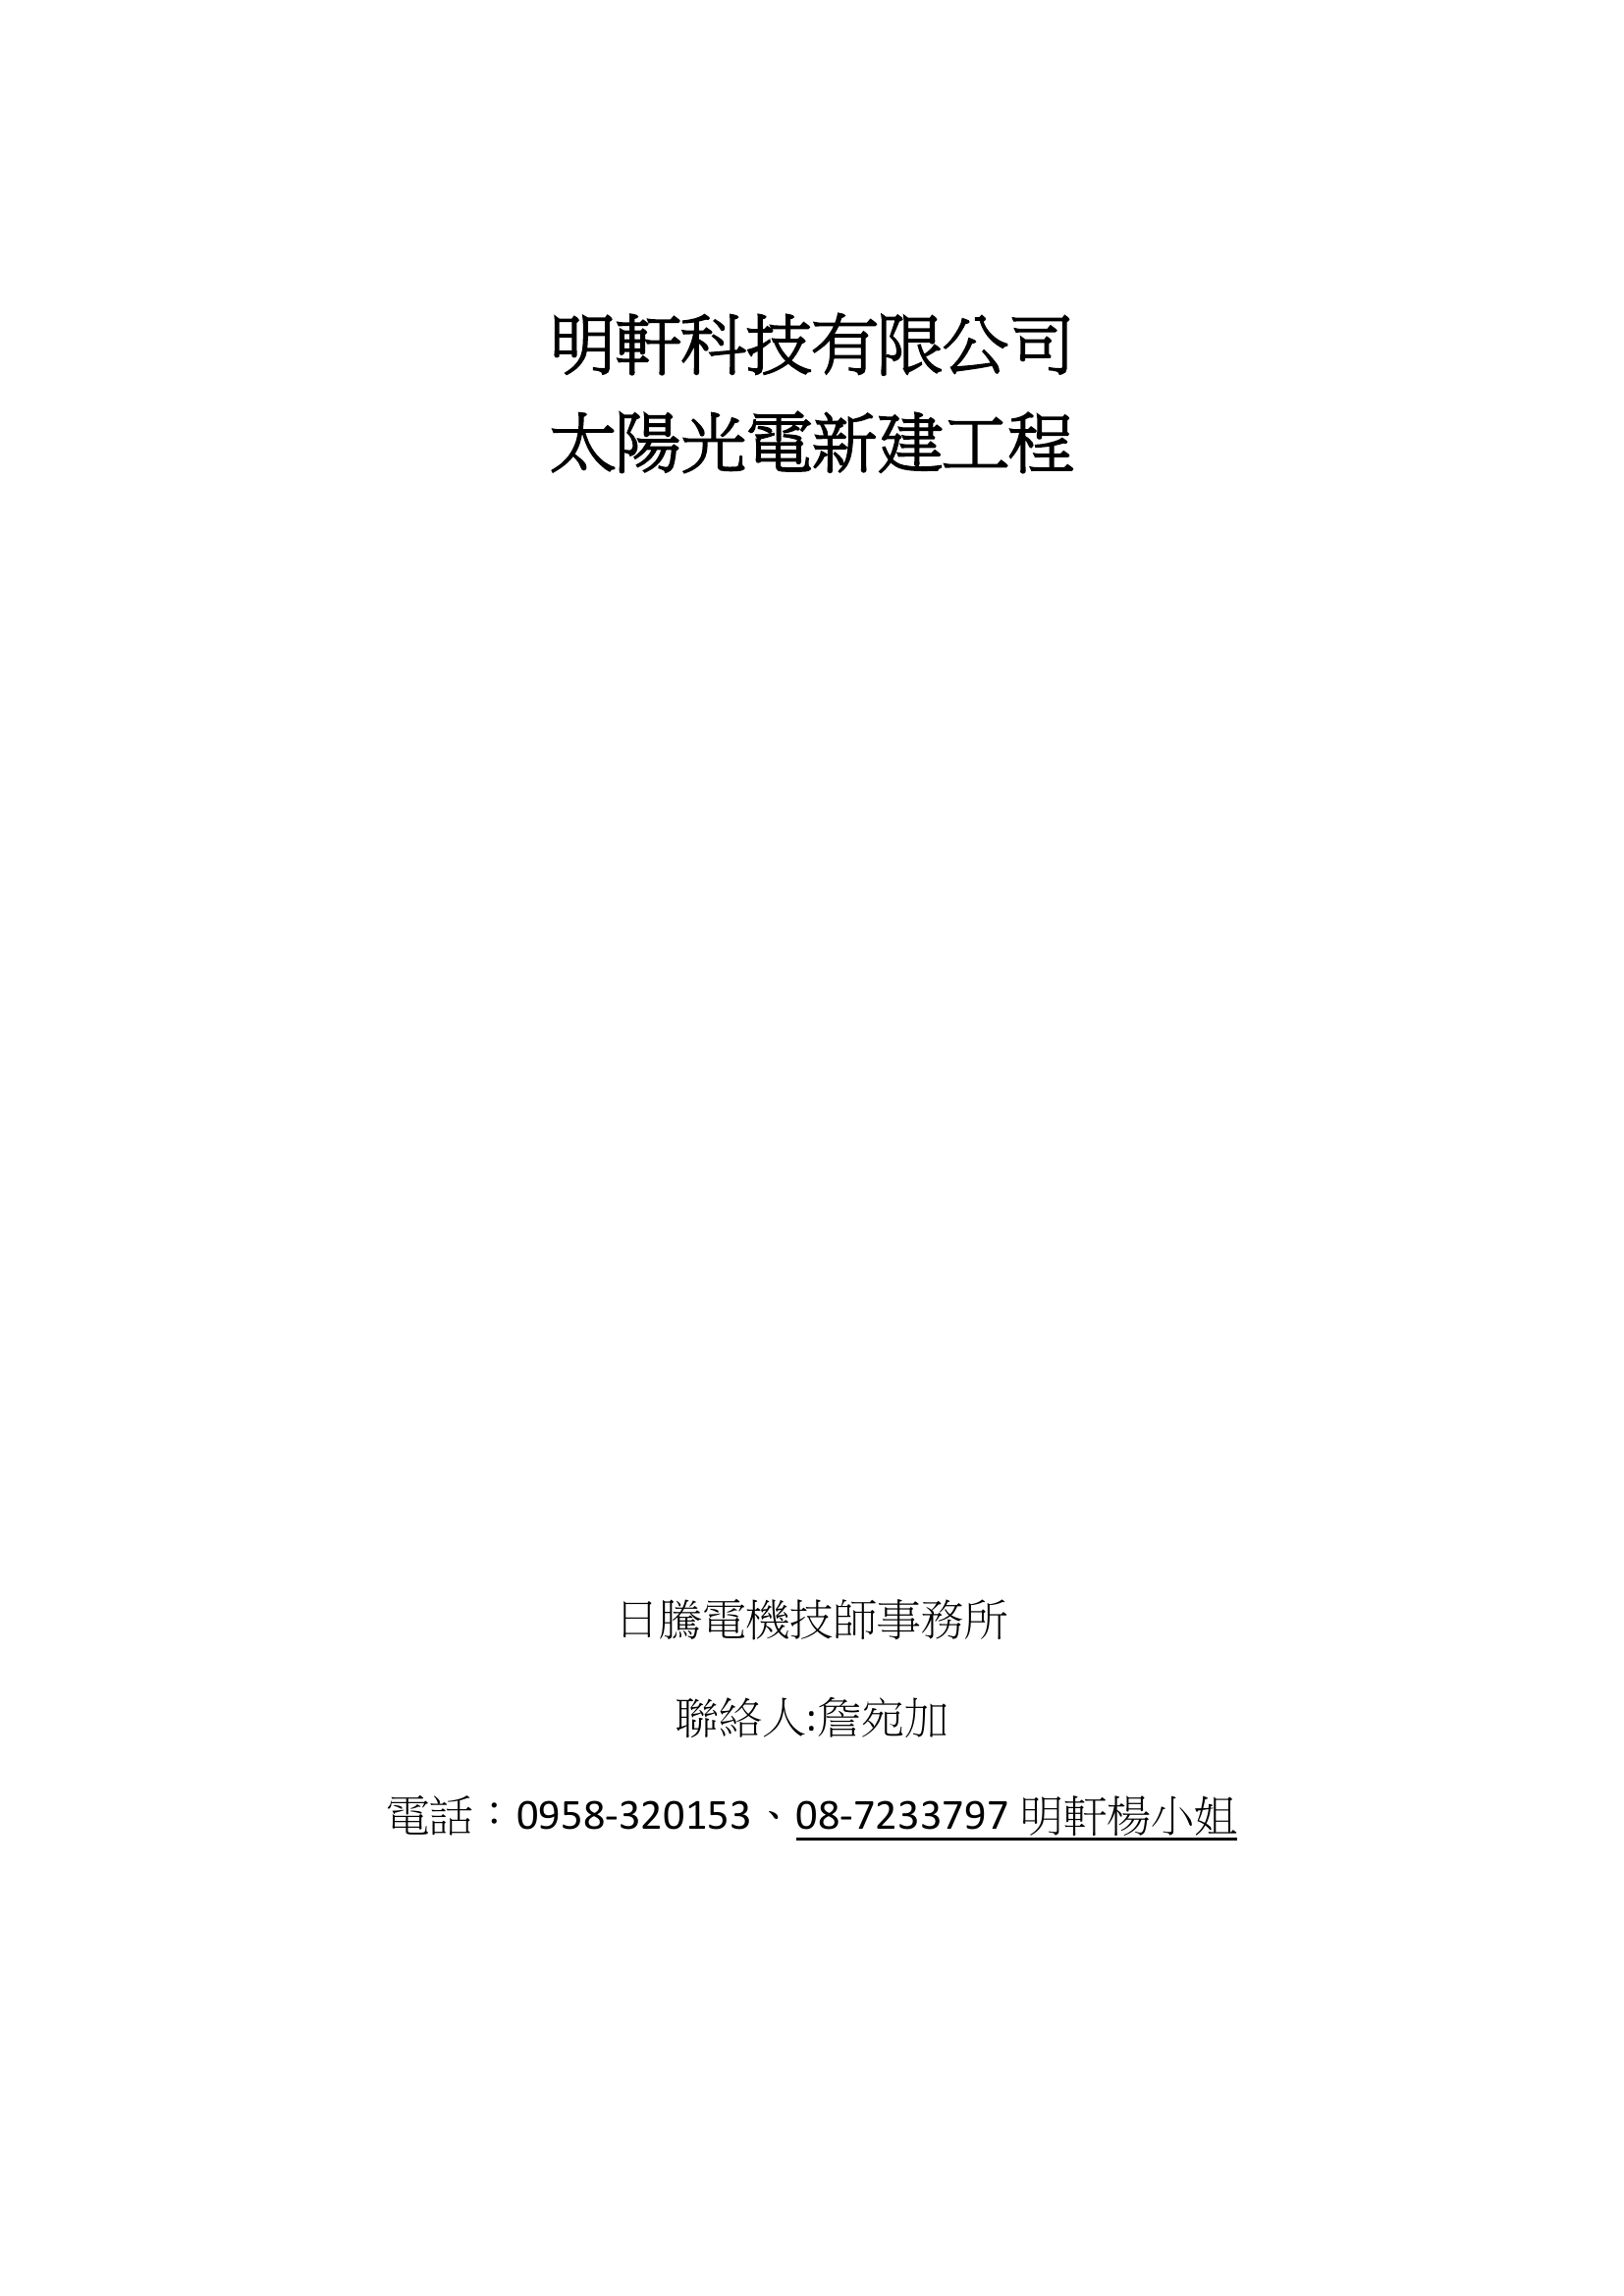 明軒科技有限公司
太陽光電新建工程
日騰電機技師事務所
聯絡人:詹宛加
電話：0958-320153、08-7233797 明軒楊小姐